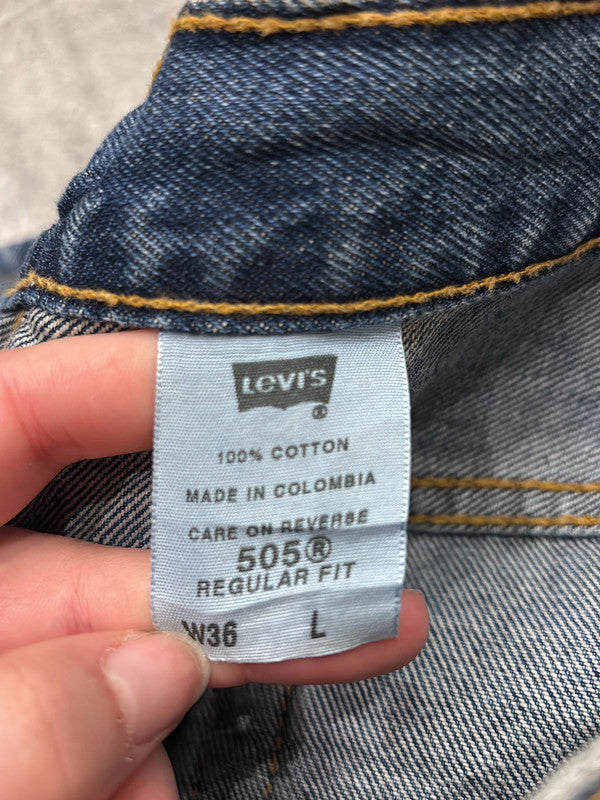 LEVI'S
®
100% COTTON
MADE IN COLOMBIA
CARE ON REVERSE
505®
REGULAR FIT
W36 L